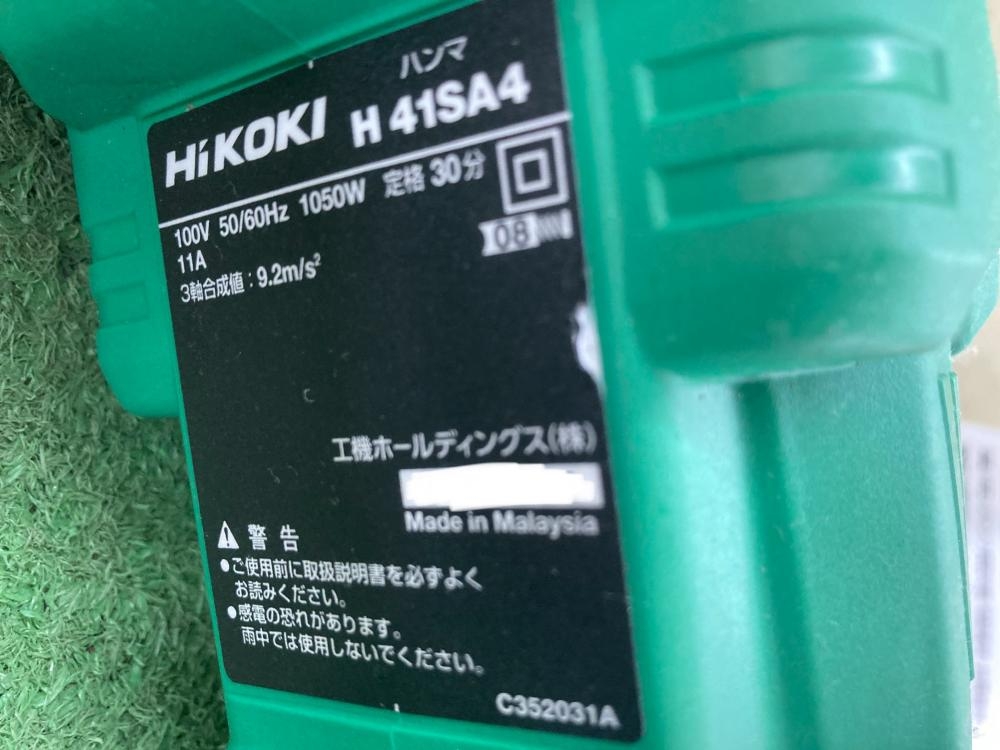 ハンマ
HiKOKI H 41SA4
100V 50/60Hz 1050W 定格 30分
11A
08
3軸合成値：9.2m/s²
工機ホールディングス(株)
Made in Malaysia
警告
●ご使用前に取扱説明書を必ずよく
お読みください。
●感電の恐れがあります。
雨中では使用しないでください。
C352031A